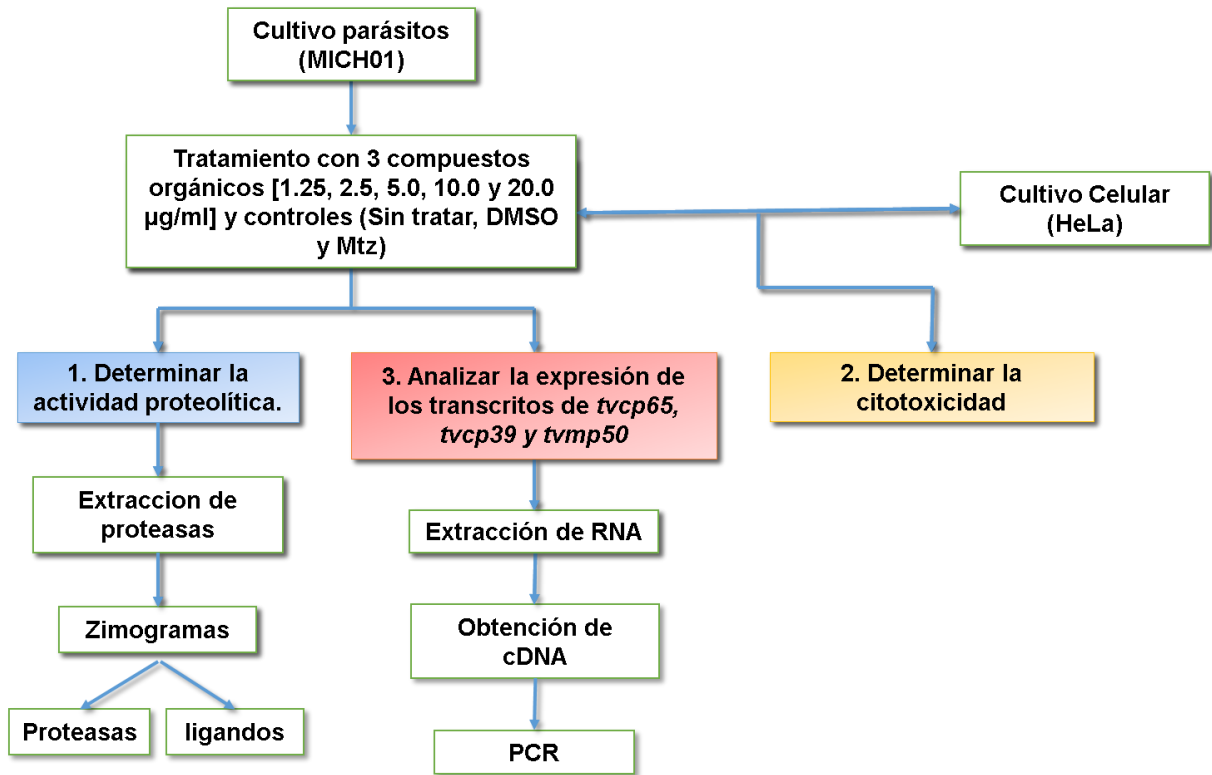 Cultivo parásitos
(MICH01)
Tratamiento con 3 compuestos
orgánicos [1.25, 2.5, 5.0, 10.0 y 20.0
µg/ml] y controles (Sin tratar, DMSO
y Mtz)
Cultivo Celular
(HeLa)
1. Determinar la
actividad proteolítica.
3. Analizar la expresión de
los transcritos de tvcp65,
tvcp39 y tvmp50
2. Determinar la
citotoxicidad
Extraccion de
proteasas
Extracción de RNA
Zimogramas
Obtención de
cDNA
Proteasas
ligandos
PCR